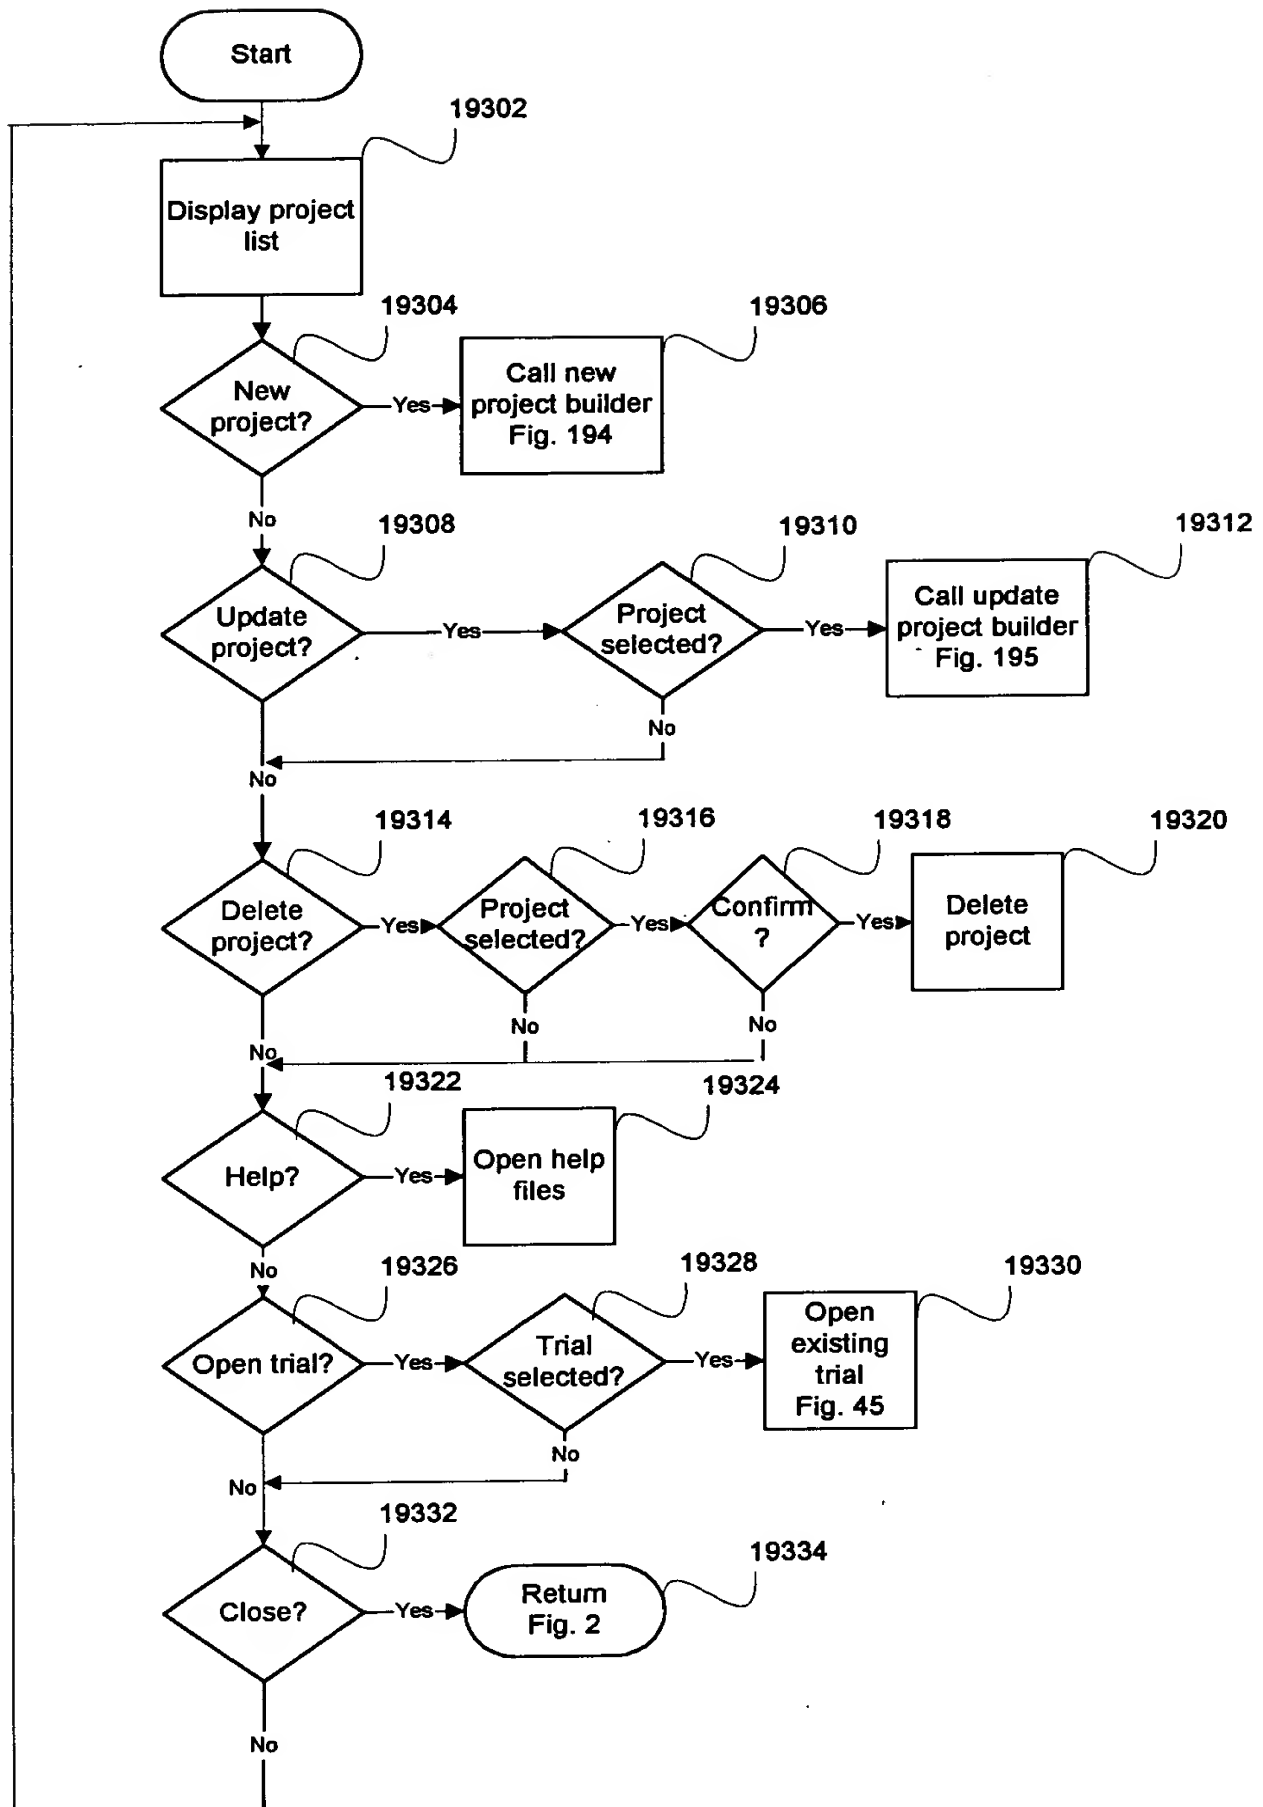 Start
19302
Display project
list
19304
19306
New
project?
Yes
Call new
project builder
Fig. 194
No
19308
19310
19312
Update
project?
Yes
Project
selected?
Yes
Call update
project builder
Fig. 195
No
No
19314
19316
19318
19320
Delete
project?
Yes
Project
selected?
Yes
Confirm
?
Yes
Delete
project
No
No
No
19322
19324
Help?
Yes
Open help
files
No
19326
19328
19330
Open trial?
Yes
Trial
selected?
Yes
Open
existing
trial
Fig. 45
No
No
19332
19334
Close?
Yes
Return
Fig. 2
No